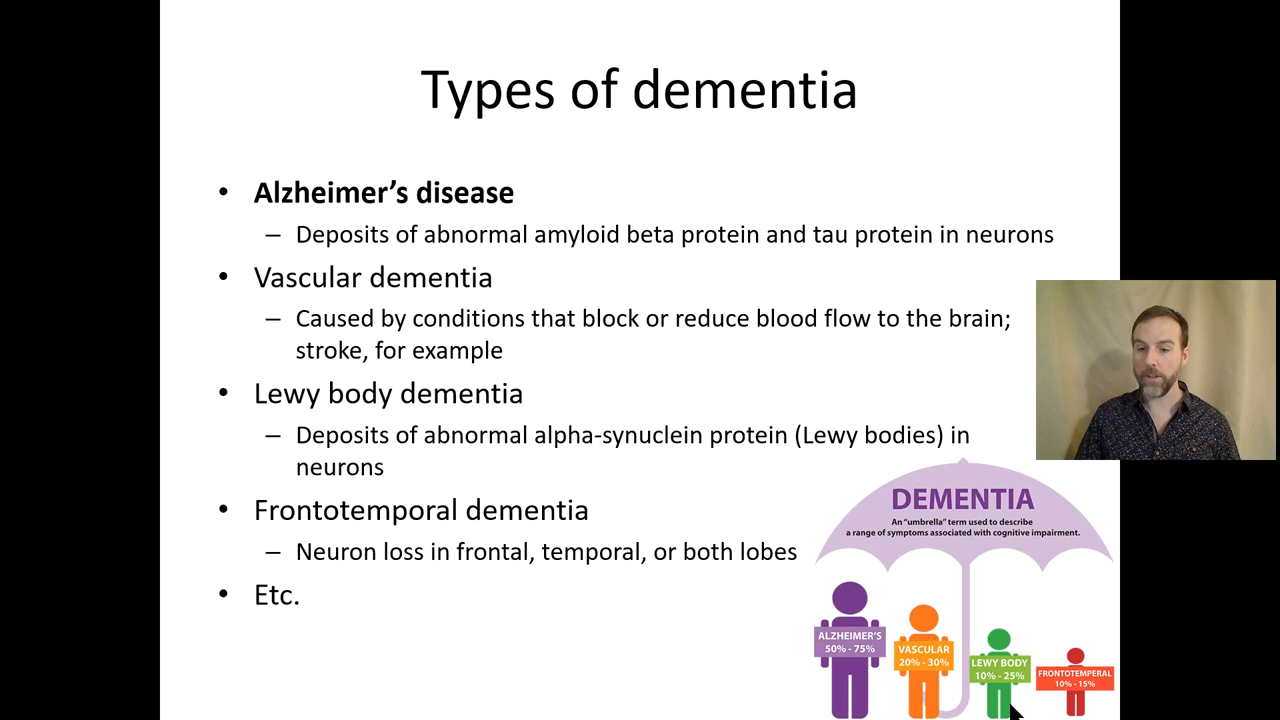 Types of dementia
• Alzheimer’s disease
– Deposits of abnormal amyloid beta protein and tau protein in neurons
• Vascular dementia
– Caused by conditions that block or reduce blood flow to the brain;
stroke, for example
• Lewy body dementia
– Deposits of abnormal alpha-synuclein protein (Lewy bodies) in
neurons
• Frontotemporal dementia
– Neuron loss in frontal, temporal, or both lobes
• Etc.
DEMENTIA
An “umbrella” term used to describe
a range of symptoms associated with cognitive impairment.
ALZHEIMER’S
50% - 75%
VASCULAR
20% - 30%
LEWY BODY
10% - 25%
FRONTOTEMPERAL
10% - 15%